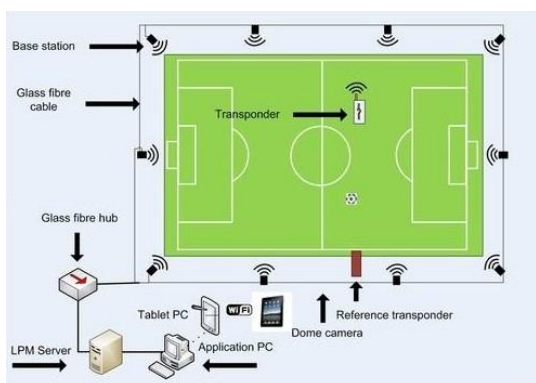 Base station
Glass fibre
cable
Transponder
Glass fibre hub
Tablet PC
WiFi
Reference transponder
Dome camera
LPM Server
Application PC